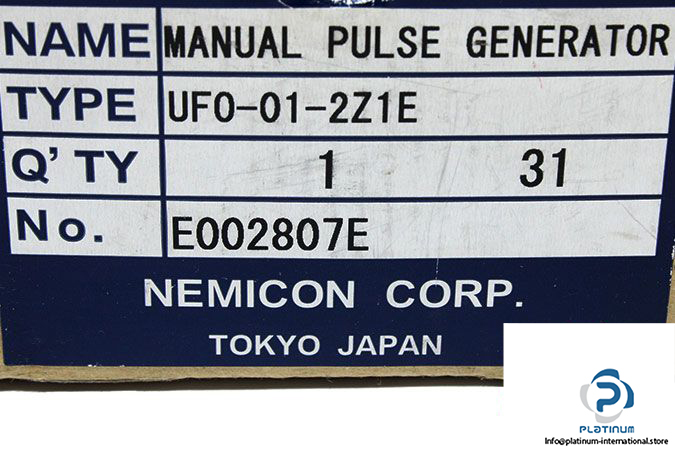 NAME MANUAL PULSE GENERATOR
TYPE UFO-01-2Z1E
Q'TY 1 31
No. E002807E
NEMICON CORP.
TOKYO JAPAN
PLATINUM
Info@platinum-international.store